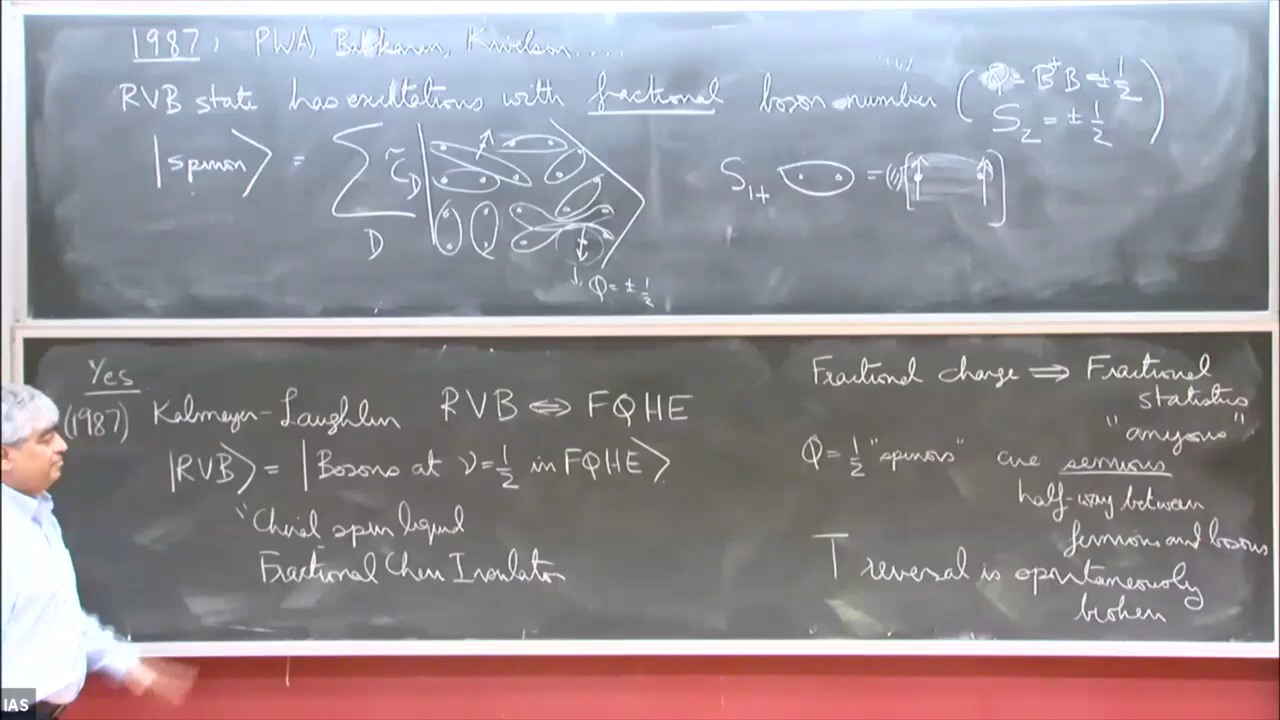 1987: PWA, Baskaran, Kivelson....
RVB state has excitations with fractional boson number (Q = B⁺B = ± 1/2
S_z = ± 1/2)
|spinon⟩ = Σ_D C̃_D
S_1+ = [ ]
↓, Q = ± 1/2
Yes
(1987) Kalmeyer-Laughlin RVB ⇔ FQHE
|RVB⟩ = |Bosons at ν = 1/2 in FQHE⟩
"Chiral spin liquid
Fractional Chern Insulator
Fractional charge ⟹ Fractional
statistics
"anyons"
Q = 1/2 "spinons" are semions
half-way between
fermions and bosons
T reversal is spontaneously
broken
IAS